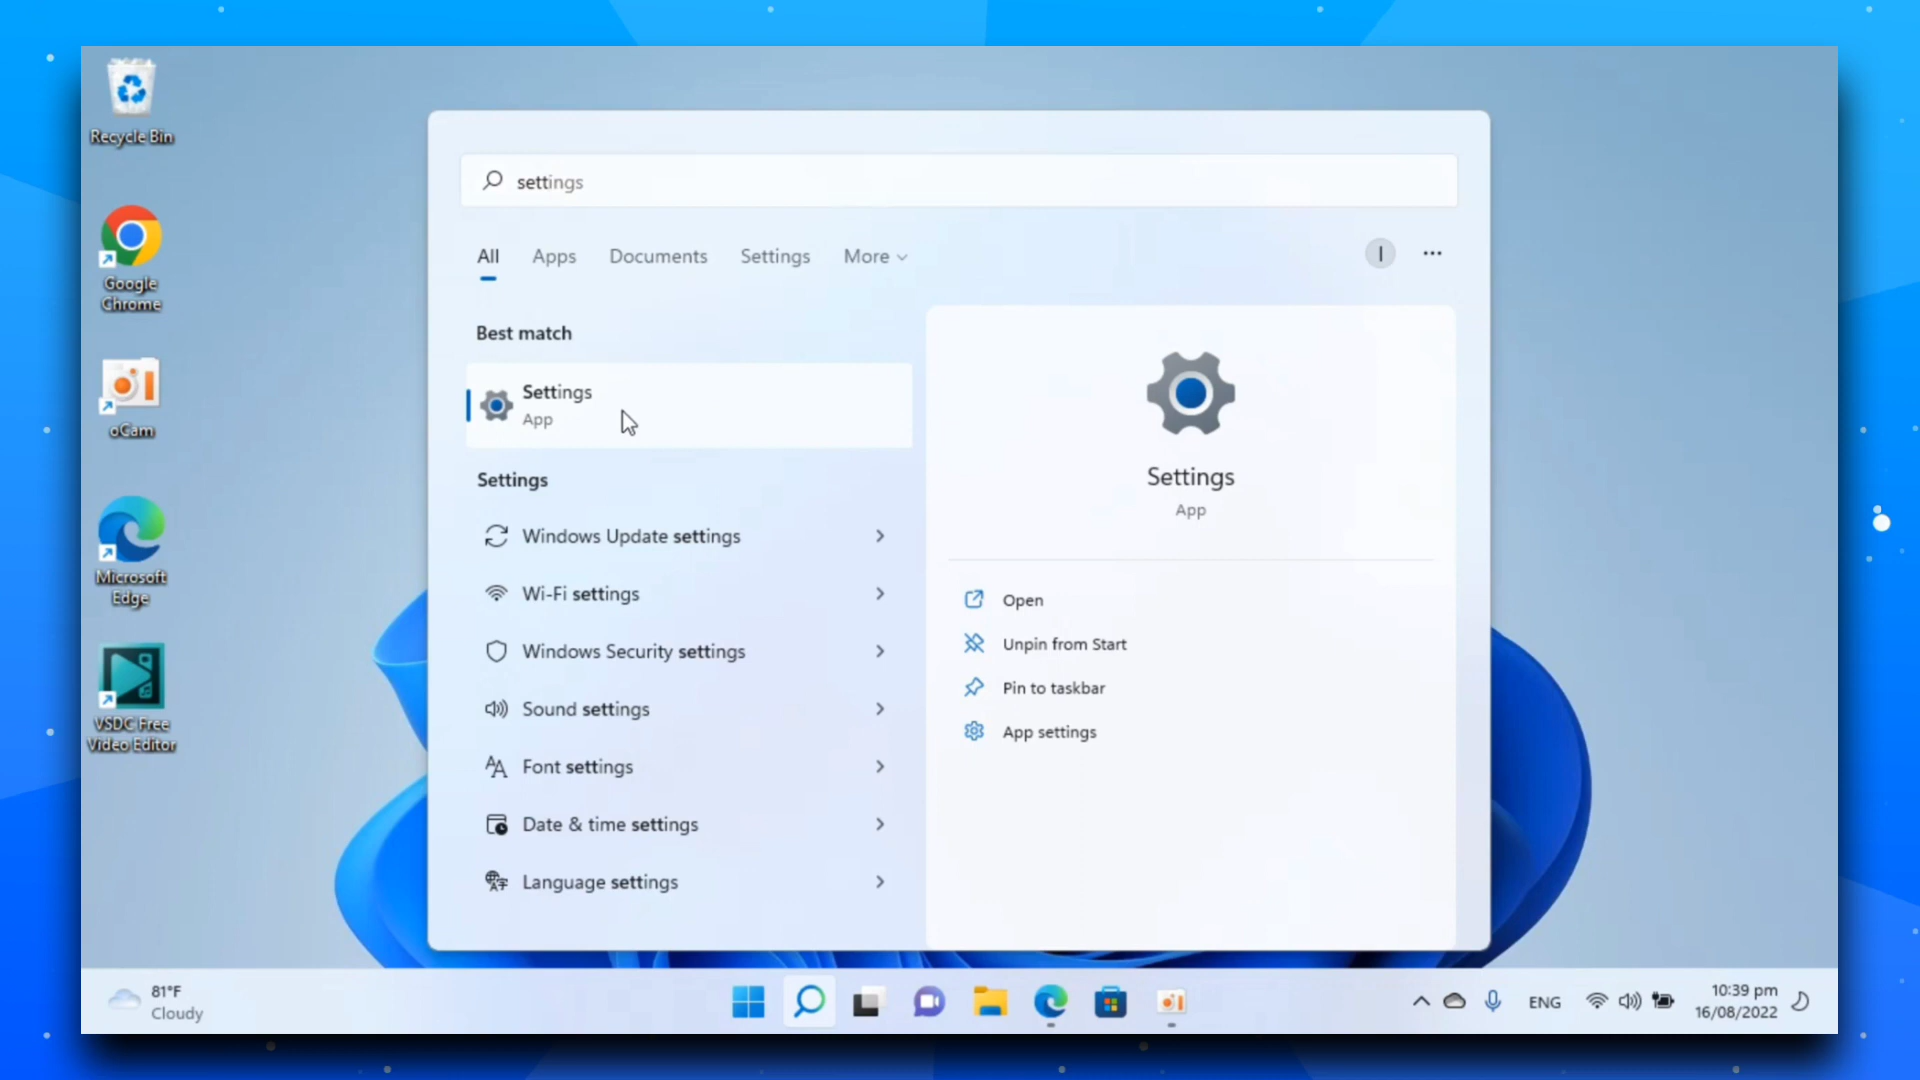 Recycle Bin
Google
Chrome
oCam
Microsoft
Edge
VSDC Free
Video Editor
settings
All Apps Documents Settings More
I
Best match
Settings
App
Settings
Windows Update settings
Wi-Fi settings
Windows Security settings
Sound settings
Font settings
Date & time settings
Language settings
Settings
App
Open
Unpin from Start
Pin to taskbar
App settings
81°F
Cloudy
ENG
10:39 pm
16/08/2022